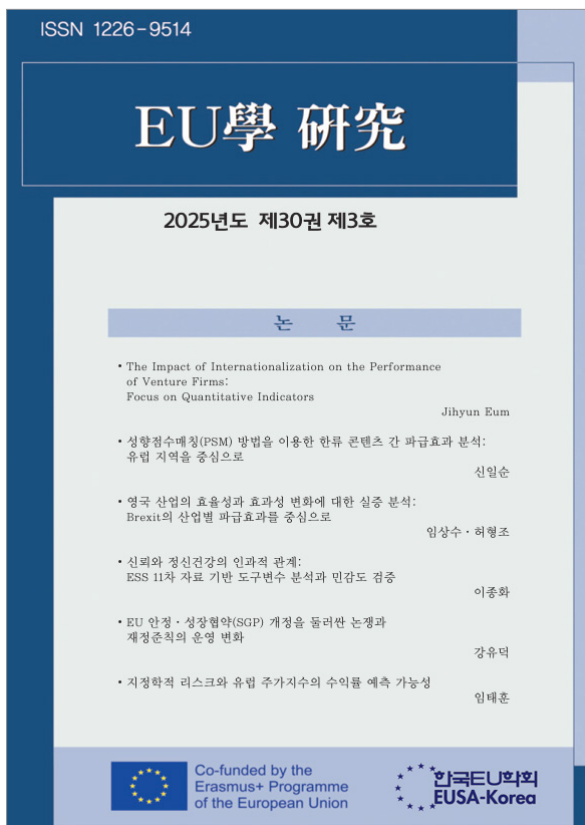 ISSN 1226-9514
EU學 硏究
2025년도 제30권 제3호
논 문
• The Impact of Internationalization on the Performance
of Venture Firms:
Focus on Quantitative Indicators
Jihyun Eum
• 성향점수매칭(PSM) 방법을 이용한 한류 콘텐츠 간 파급효과 분석:
유럽 지역을 중심으로
신일순
• 영국 산업의 효율성과 효과성 변화에 대한 실증 분석:
Brexit의 산업별 파급효과를 중심으로
임상수・허형조
• 신뢰와 정신건강의 인과적 관계:
ESS 11차 자료 기반 도구변수 분석과 민감도 검증
이종화
• EU 안정・성장협약(SGP) 개정을 둘러싼 논쟁과
재정준칙의 운영 변화
강유덕
• 지정학적 리스크와 유럽 주가지수의 수익률 예측 가능성
임태훈
Co-funded by the
Erasmus+ Programme
of the European Union
한국EU학회
EUSA-Korea